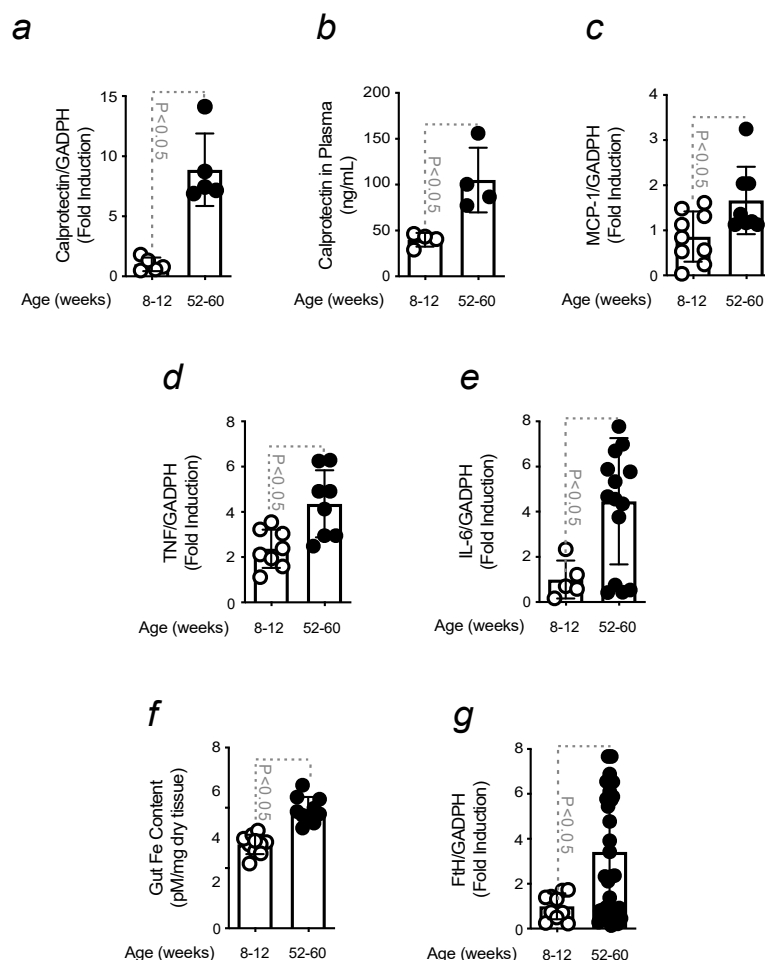 a
b
c
Calprotectin/GADPH
(Fold Induction)
15
10
5
0
P<0.05
Age (weeks)
8-12
52-60
Calprotectin in Plasma
(ng/mL)
200
150
100
50
0
P<0.05
Age (weeks)
8-12
52-60
MCP-1/GADPH
(Fold Induction)
4
3
2
1
0
P<0.05
Age (weeks)
8-12
52-60
d
e
TNF/GADPH
(Fold Induction)
8
6
4
2
0
P<0.05
Age (weeks)
8-12
52-60
IL-6/GADPH
(Fold Induction)
8
6
4
2
0
P<0.05
Age (weeks)
8-12
52-60
f
g
Gut Fe Content
(pM/mg dry tissue)
8
6
4
2
0
P<0.05
Age (weeks)
8-12
52-60
FtH/GADPH
(Fold Induction)
8
6
4
2
0
P<0.05
Age (weeks)
8-12
52-60